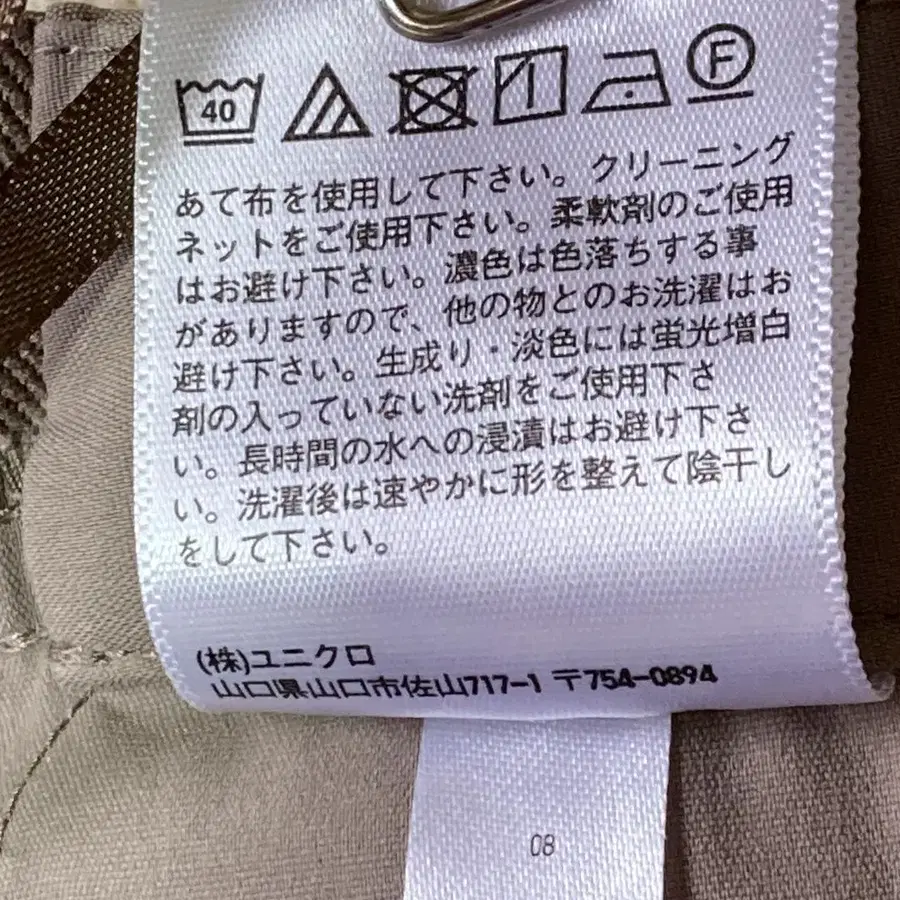 40 F
あて布を使用して下さい。クリーニング
ネットをご使用下さい。柔軟剤のご使用
はお避け下さい。濃色は色落ちする事
がありますので、他の物とのお洗濯はお
避け下さい。生成り・淡色には蛍光増白
剤の入っていない洗剤をご使用下さ
い。長時間の水への浸漬はお避け下さ
い。洗濯後は速やかに形を整えて陰干し
をして下さい。
(株)ユニクロ
山口県山口市佐山717-1 〒754-0894
08